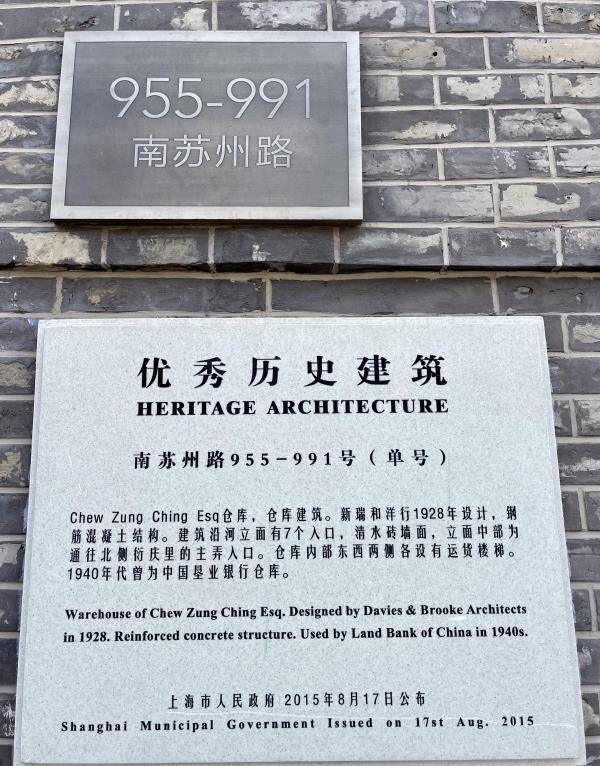 955-991
南苏州路
优秀历史建筑
HERITAGE ARCHITECTURE
南苏州路955-991号(单号)
Chew Zung Ching Esq仓库，仓库建筑。新瑞和洋行1928年设计，钢
筋混凝土结构。建筑沿河立面有7个入口，清水砖墙面，立面中部为
通往北侧衍庆里的主弄入口。仓库内部东西两侧各设有运货楼梯。
1940年代曾为中国垦业银行仓库。
Warehouse of Chew Zung Ching Esq. Designed by Davies & Brooke Architects
in 1928. Reinforced concrete structure. Used by Land Bank of China in 1940s.
上海市人民政府 2015年8月17日公布
Shanghai Municipal Government Issued on 17st Aug. 2015